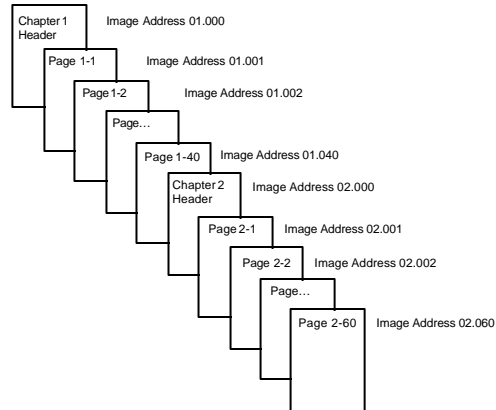 Chapter 1
Header
Image Address 01.000
Page 1-1
Image Address 01.001
Page 1-2
Image Address 01.002
Page...
Page 1-40
Image Address 01.040
Chapter 2
Header
Image Address 02.000
Page 2-1
Image Address 02.001
Page 2-2
Image Address 02.002
Page...
Page 2-60
Image Address 02.060